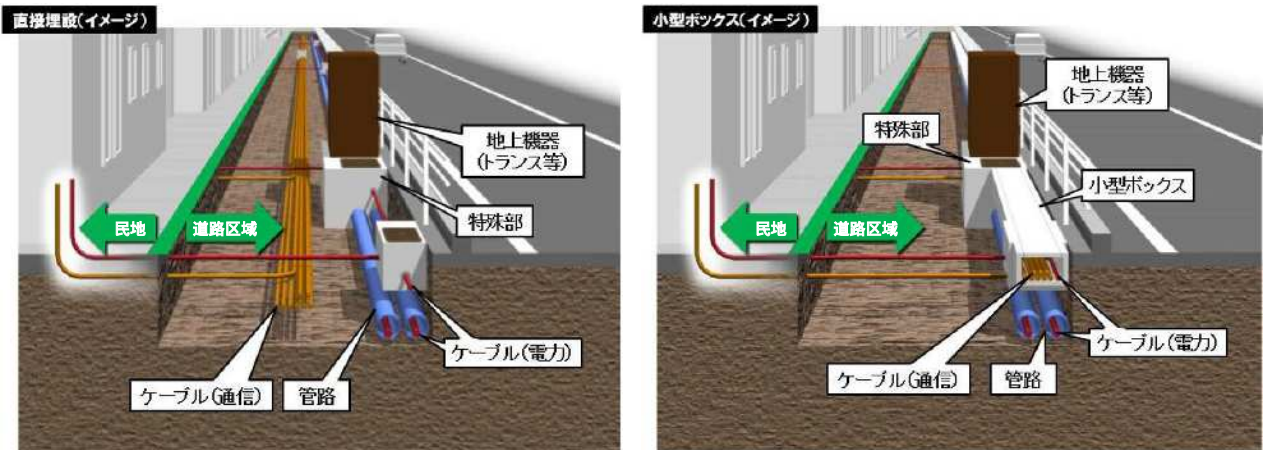 直接埋設(イメージ)
地上機器
(トランス等)
特殊部
民地
道路区域
ケーブル(電力)
ケーブル(通信)
管路
小型ボックス(イメージ)
地上機器
(トランス等)
特殊部
小型ボックス
民地
道路区域
ケーブル(電力)
ケーブル(通信)
管路